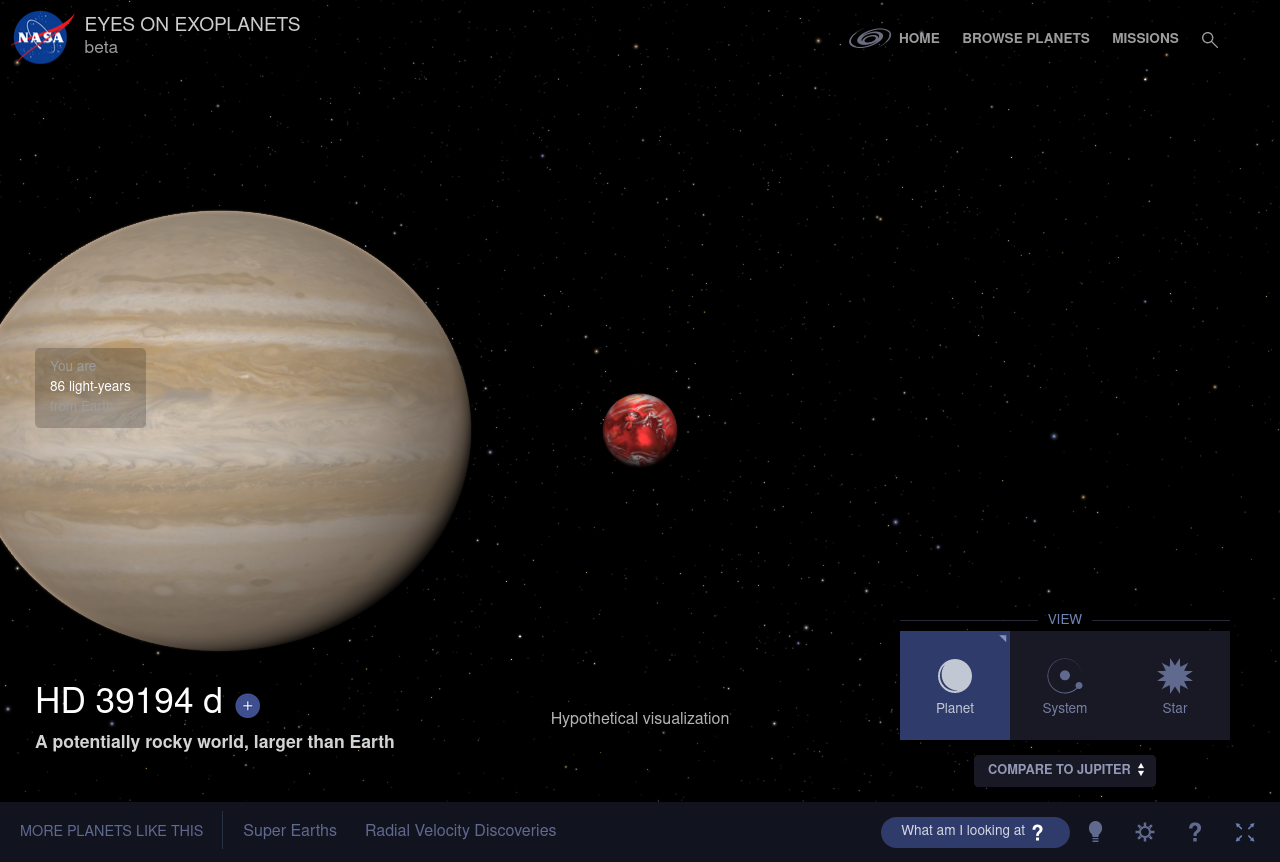 NASA
EYES ON EXOPLANETS
beta
HOME
BROWSE PLANETS
MISSIONS
You are
86 light-years
from Earth
VIEW
Planet
System
Star
HD 39194 d +
A potentially rocky world, larger than Earth
Hypothetical visualization
COMPARE TO JUPITER
MORE PLANETS LIKE THIS
Super Earths
Radial Velocity Discoveries
What am I looking at ?
?